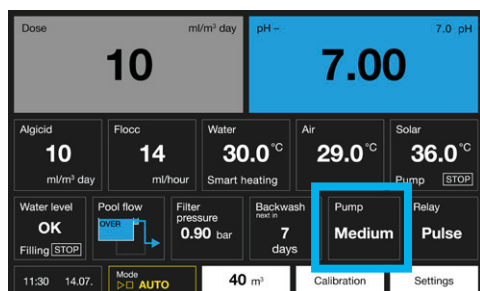 Dose ml/m³ day
10
pH – 7.0 pH
7.00
Algicid
10
ml/m³ day
Flocc
14
ml/hour
Water
30.0 °C
Smart heating
Air
29.0 °C
Solar
36.0 °C
Pump STOP
Water level
OK
Filling STOP
Pool flow
OVER
Filter
pressure
0.90 bar
Backwash
next in
7
days
Pump
Medium
Relay
Pulse
11:30 14.07.
Mode
AUTO
40 m³
Calibration
Settings